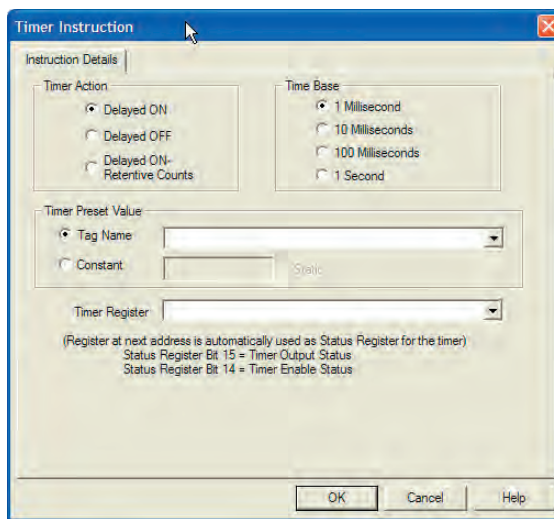 Timer Instruction
Instruction Details
Timer Action
Delayed ON
Delayed OFF
Delayed ON-
Retentive Counts
Time Base
1 Millisecond
10 Milliseconds
100 Milliseconds
1 Second
Timer Preset Value
Tag Name
Constant
Static
Timer Register
(Register at next address is automatically used as Status Register for the timer)
Status Register Bit 15 = Timer Output Status
Status Register Bit 14 = Timer Enable Status
OK
Cancel
Help